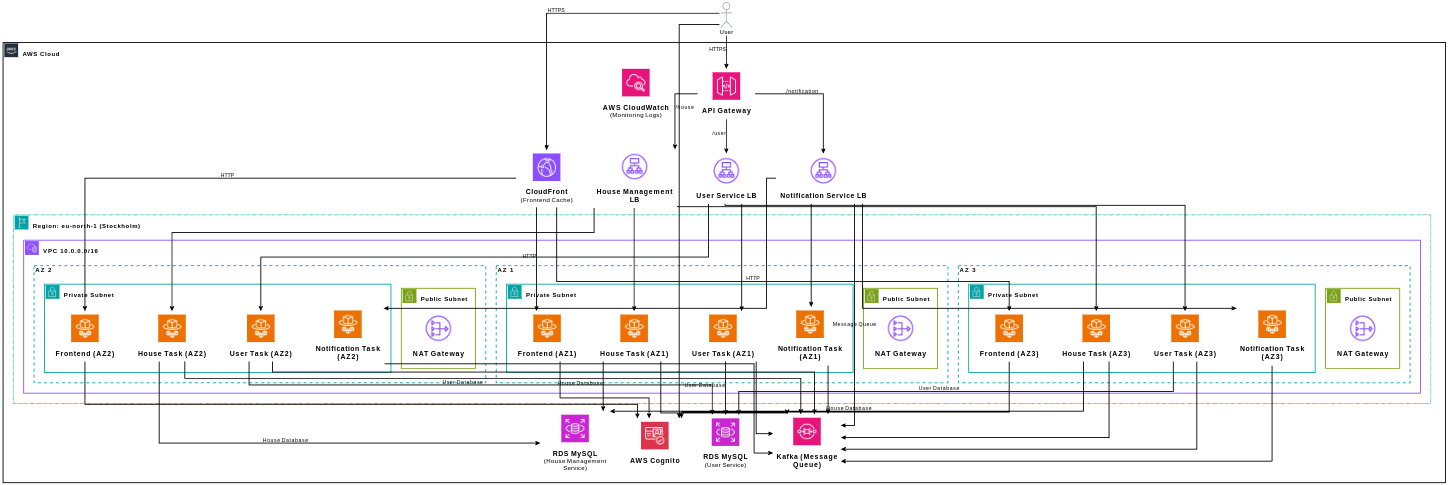 HTTPS
User
AWS Cloud
HTTPS
AWS CloudWatch
(Monitoring Logs)
/house
API Gateway
/notification
/user
HTTP
CloudFront
(Frontend Cache)
House Management
LB
User Service LB
Notification Service LB
Region: eu-north-1 (Stockholm)
VPC 10.0.0.0/16
HTTP
AZ 2
AZ 1
AZ 3
HTTP
Private Subnet
Public Subnet
Private Subnet
Public Subnet
Private Subnet
Public Subnet
Message Queue
Frontend (AZ2)
House Task (AZ2)
User Task (AZ2)
Notification Task
(AZ2)
NAT Gateway
Frontend (AZ1)
House Task (AZ1)
User Task (AZ1)
Notification Task
(AZ1)
NAT Gateway
Frontend (AZ3)
House Task (AZ3)
User Task (AZ3)
Notification Task
(AZ3)
NAT Gateway
User Database
House Database
User Database
User Database
House Database
House Database
RDS MySQL
(House Management
Service)
AWS Cognito
RDS MySQL
(User Service)
Kafka (Message
Queue)